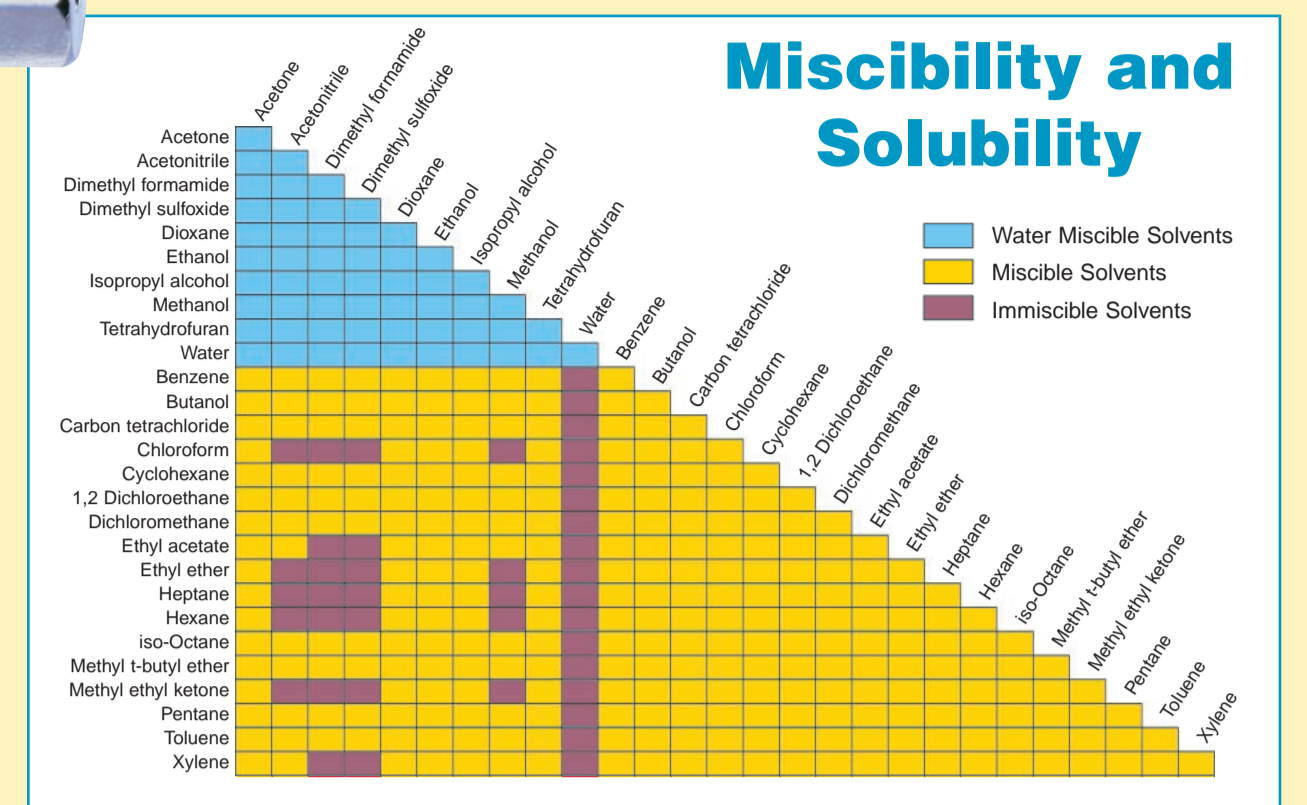 Miscibility and
Solubility
Water Miscible Solvents
Miscible Solvents
Immiscible Solvents
Acetone
Acetonitrile
Dimethyl formamide
Dimethyl sulfoxide
Dioxane
Ethanol
Isopropyl alcohol
Methanol
Tetrahydrofuran
Water
Benzene
Butanol
Carbon tetrachloride
Chloroform
Cyclohexane
1,2 Dichloroethane
Dichloromethane
Ethyl acetate
Ethyl ether
Heptane
Hexane
iso-Octane
Methyl t-butyl ether
Methyl ethyl ketone
Pentane
Toluene
Xylene
Acetone
Acetonitrile
Dimethyl formamide
Dimethyl sulfoxide
Dioxane
Ethanol
Isopropyl alcohol
Methanol
Tetrahydrofuran
Water
Benzene
Butanol
Carbon tetrachloride
Chloroform
Cyclohexane
1,2 Dichloroethane
Dichloromethane
Ethyl acetate
Ethyl ether
Heptane
Hexane
iso-Octane
Methyl t-butyl ether
Methyl ethyl ketone
Pentane
Toluene
Xylene